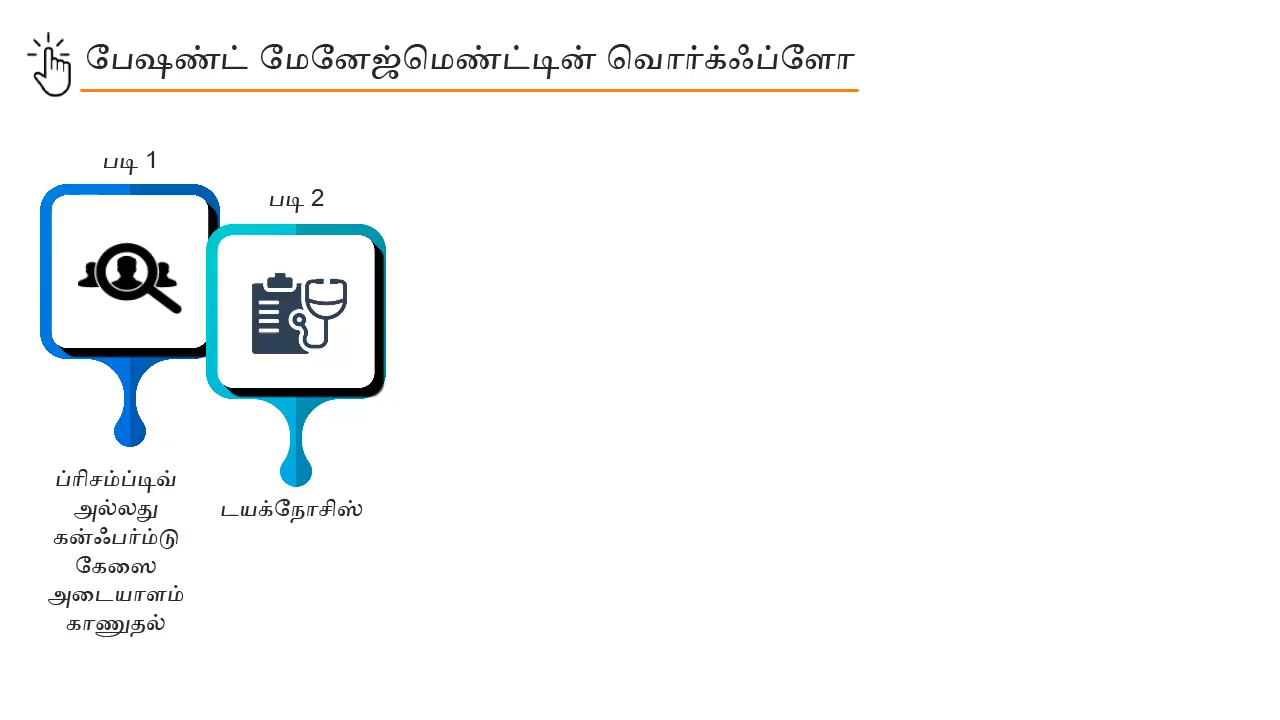 பேஷண்ட் மேனேஜ்மெண்ட்டின் வொர்க்ஃப்ளோ
படி 1
படி 2
ப்ரிசம்ப்டிவ்
அல்லது
கன்ஃபர்ம்டு
கேஸை
அடையாளம்
காணுதல்
டயக்நோசிஸ்